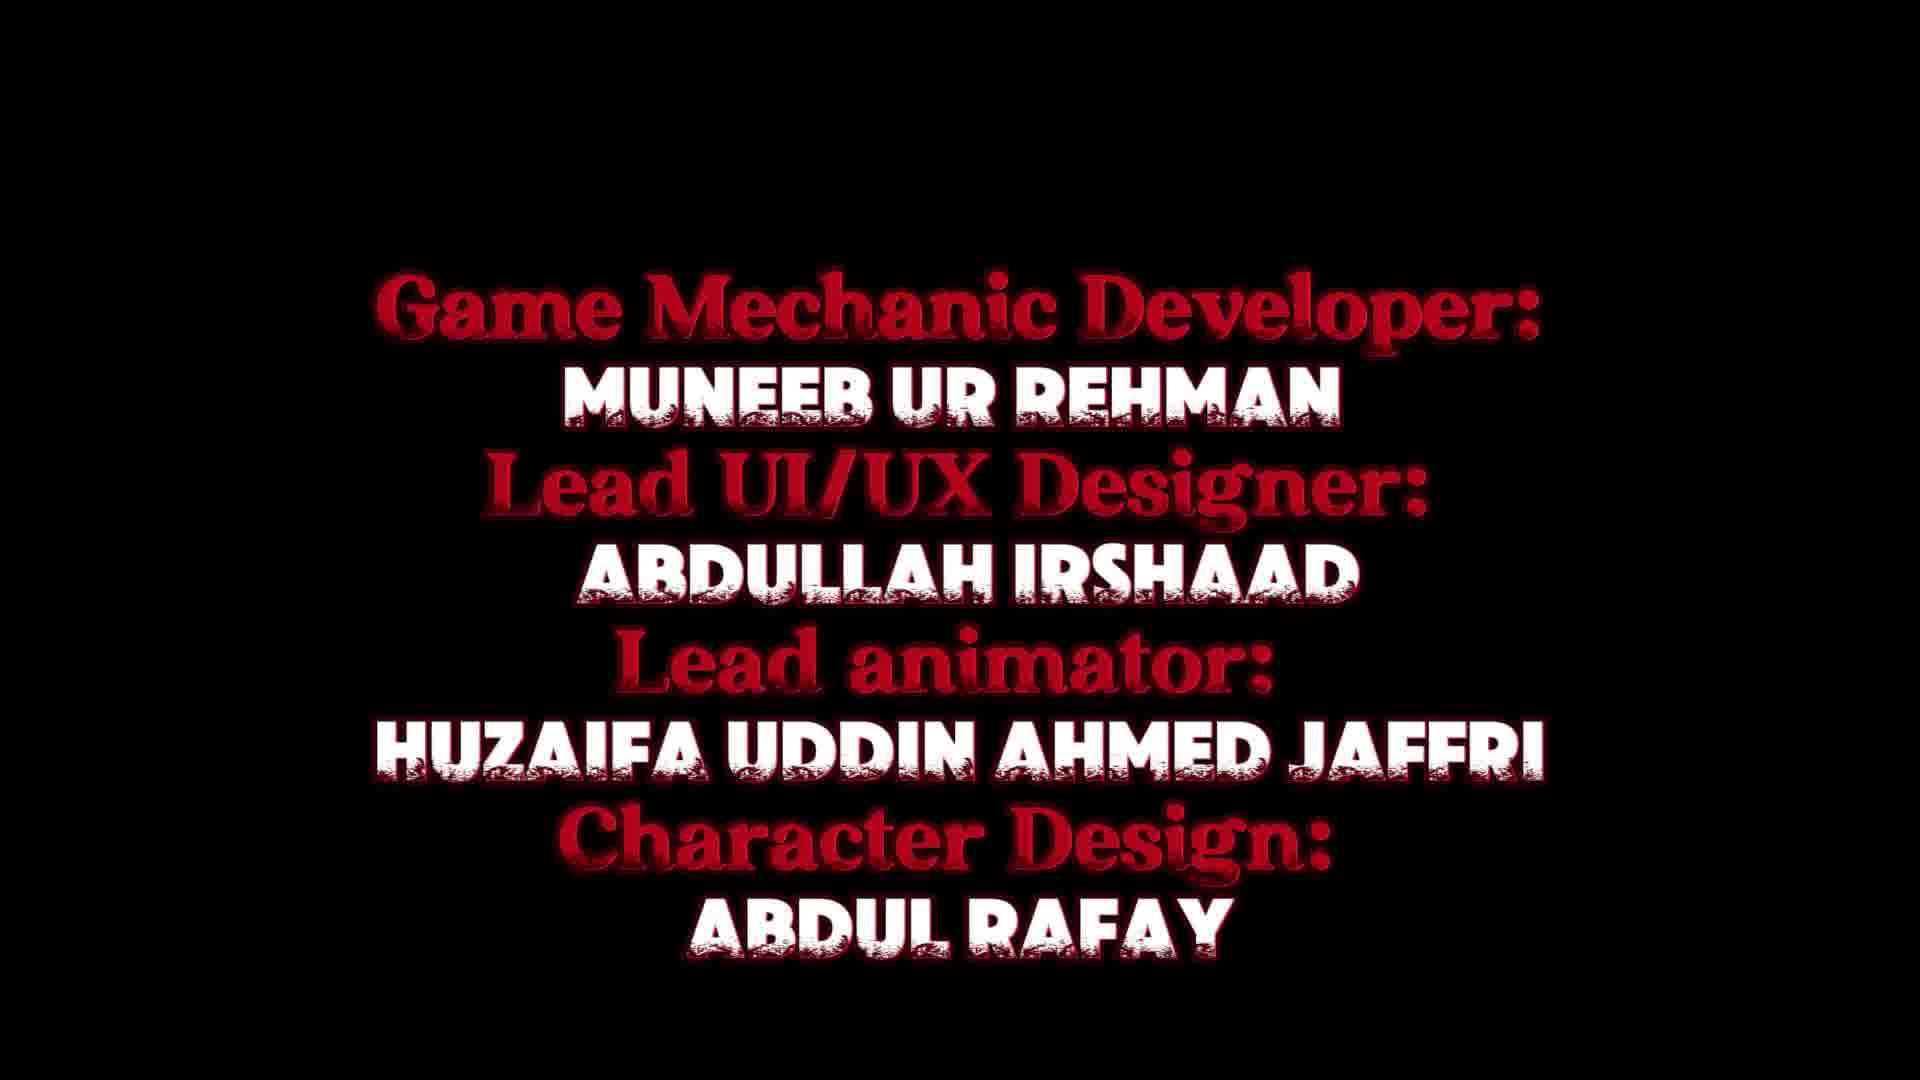 Game Mechanic Developer:
MUNEEB UR REHMAN
Lead UI/UX Designer:
ABDULLAH IRSHAAD
Lead animator:
HUZAIFA UDDIN AHMED JAFFRI
Character Design:
ABDUL RAFAY